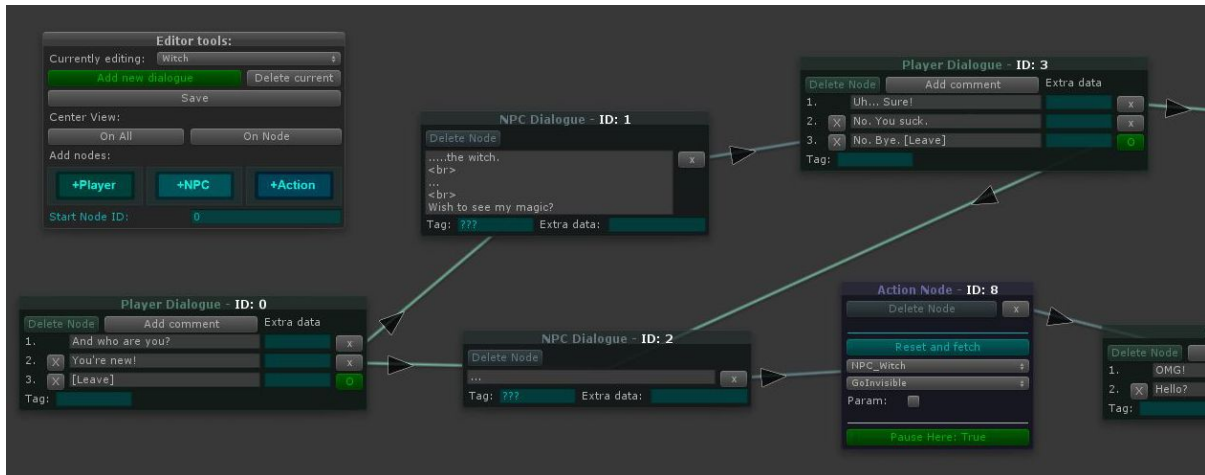 Editor tools:
Currently editing: Witch
Add new dialogue Delete current
Save
Center View:
On All On Node
Add nodes:
+Player +NPC +Action
Start Node ID: 0
Player Dialogue - ID: 0
Delete Node Add comment Extra data
1. And who are you? x
2. X You're new! x
3. X [Leave] O
Tag:
NPC Dialogue - ID: 1
Delete Node
.....the witch. x
<br>
...
<br>
Wish to see my magic?
Tag: ??? Extra data:
NPC Dialogue - ID: 2
Delete Node
... x
Tag: ??? Extra data:
Player Dialogue - ID: 3
Delete Node Add comment Extra data
1. Uh... Sure! x
2. X No. You suck. x
3. X No. Bye. [Leave] O
Tag:
Action Node - ID: 8
Delete Node x
Reset and fetch
NPC_Witch
GoInvisible
Param:
Pause Here: True
Delete Node
1. OMG!
2. X Hello?
Tag: